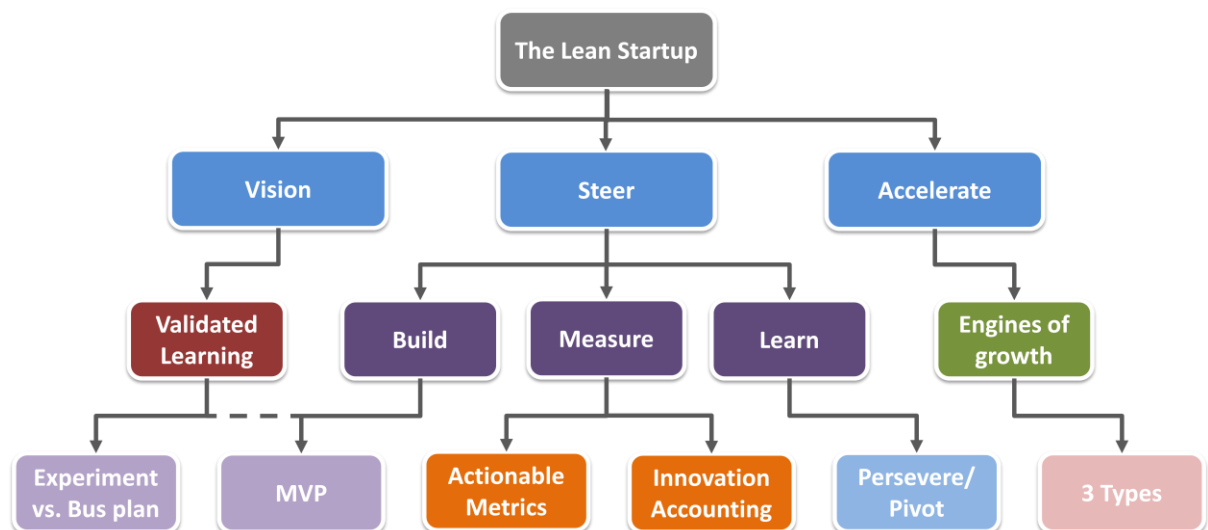 The Lean Startup
Vision
Steer
Accelerate
Validated
Learning
Build
Measure
Learn
Engines of
growth
Experiment
vs. Bus plan
MVP
Actionable
Metrics
Innovation
Accounting
Persevere/
Pivot
3 Types